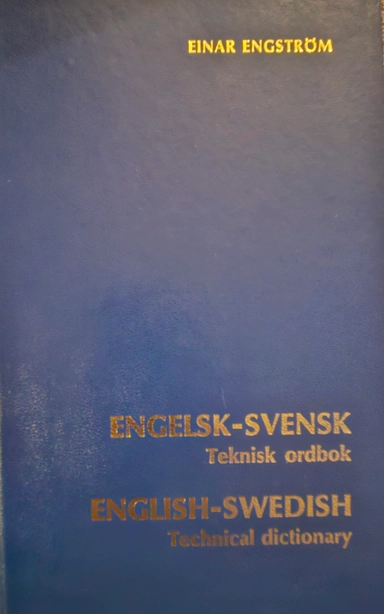 EINAR ENGSTRÖM
ENGELSK-SVENSK
Teknisk ordbok
ENGLISH-SWEDISH
Technical dictionary